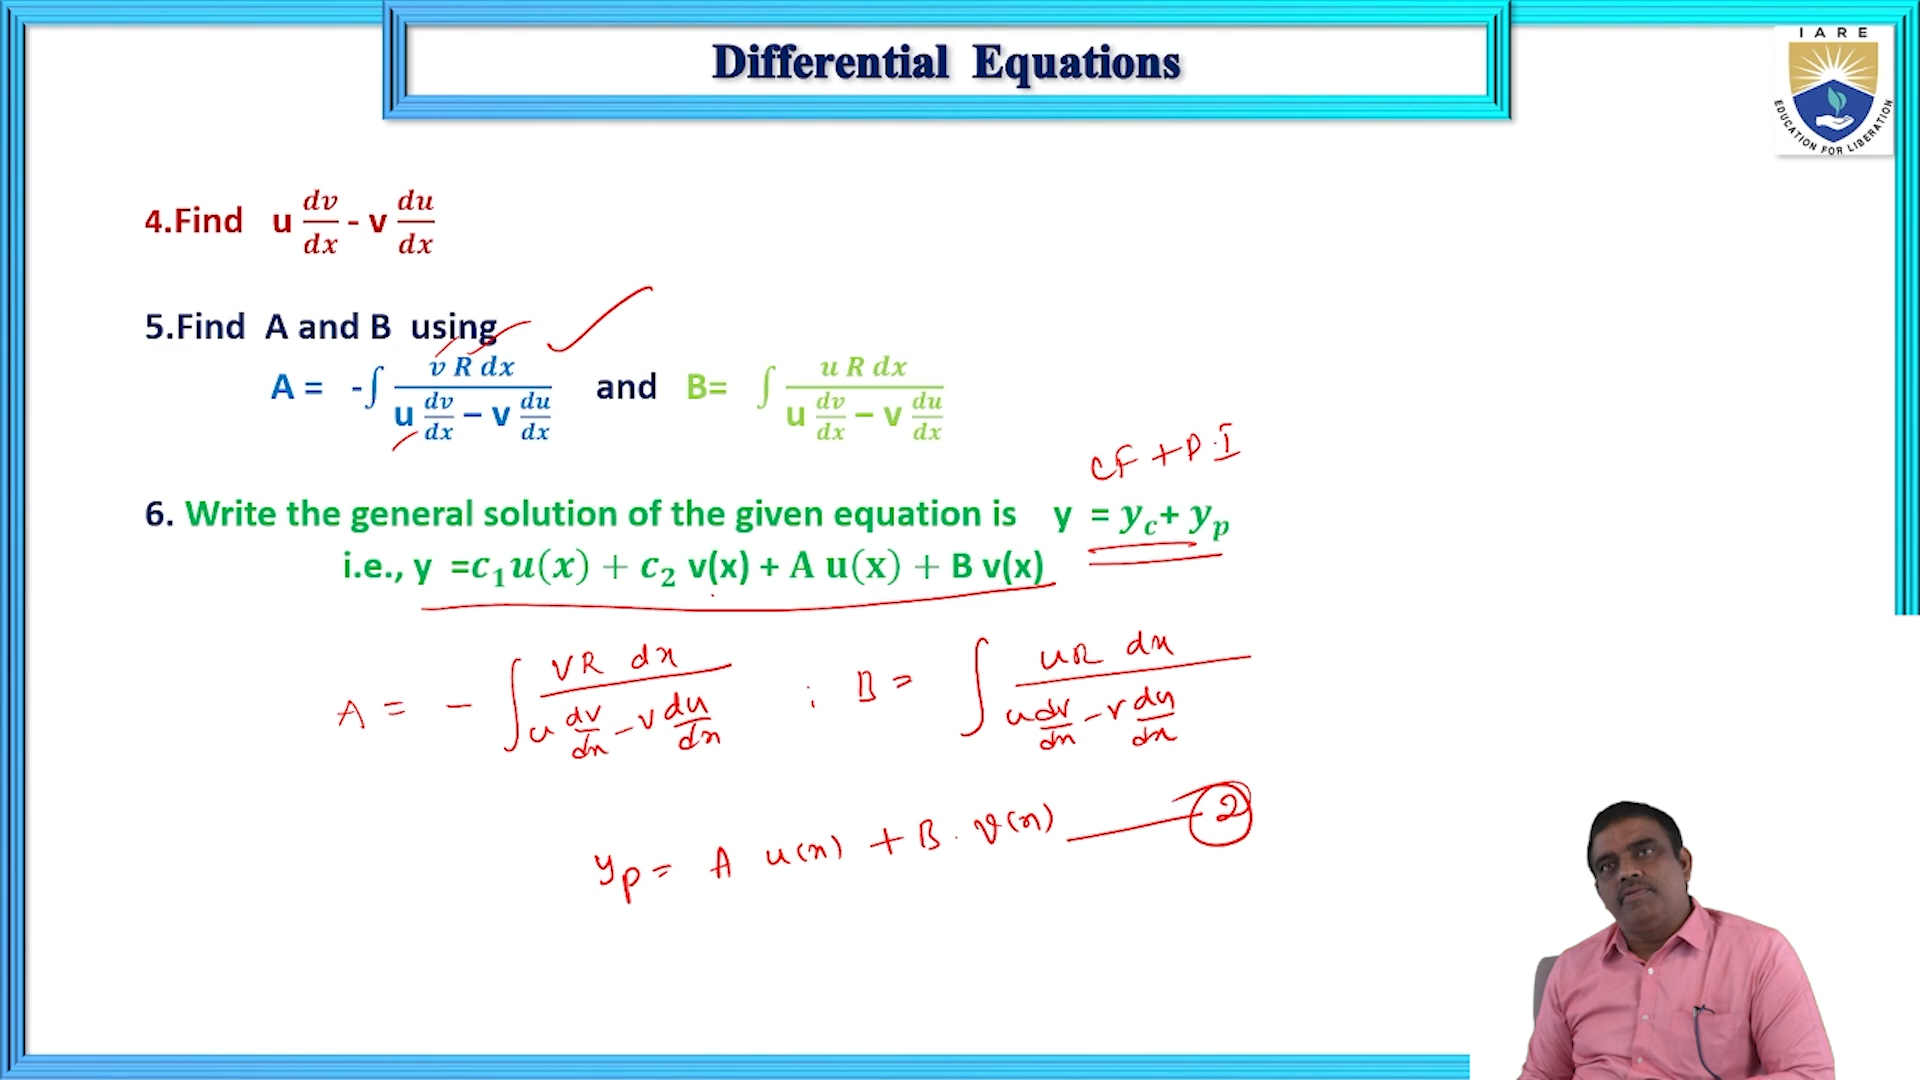 Differential Equations
I A R E
EDUCATION FOR LIBERATION
4.Find u dv/dx - v du/dx
5.Find A and B using
A = -∫ v R dx / (u dv/dx – v du/dx) and B= ∫ u R dx / (u dv/dx – v du/dx)
CF + P.I
6. Write the general solution of the given equation is y = y_c + y_p
i.e., y =c₁u(x) + c₂ v(x) + A u(x) + B v(x)
A = - ∫ VR dx / (u dv/dx - v du/dx) ; B = ∫ uR dx / (u dv/dx - v du/dx)
y_p = A u(x) + B . v(x) —— 2